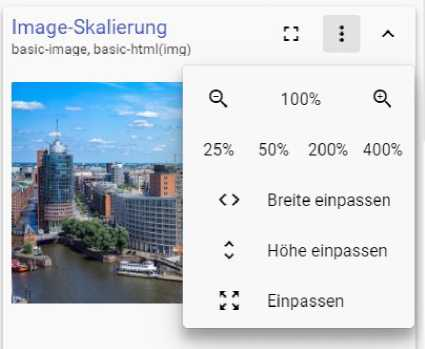 Image-Skalierung
basic-image, basic-html(img)
100%
25% 50% 200% 400%
Breite einpassen
Höhe einpassen
Einpassen